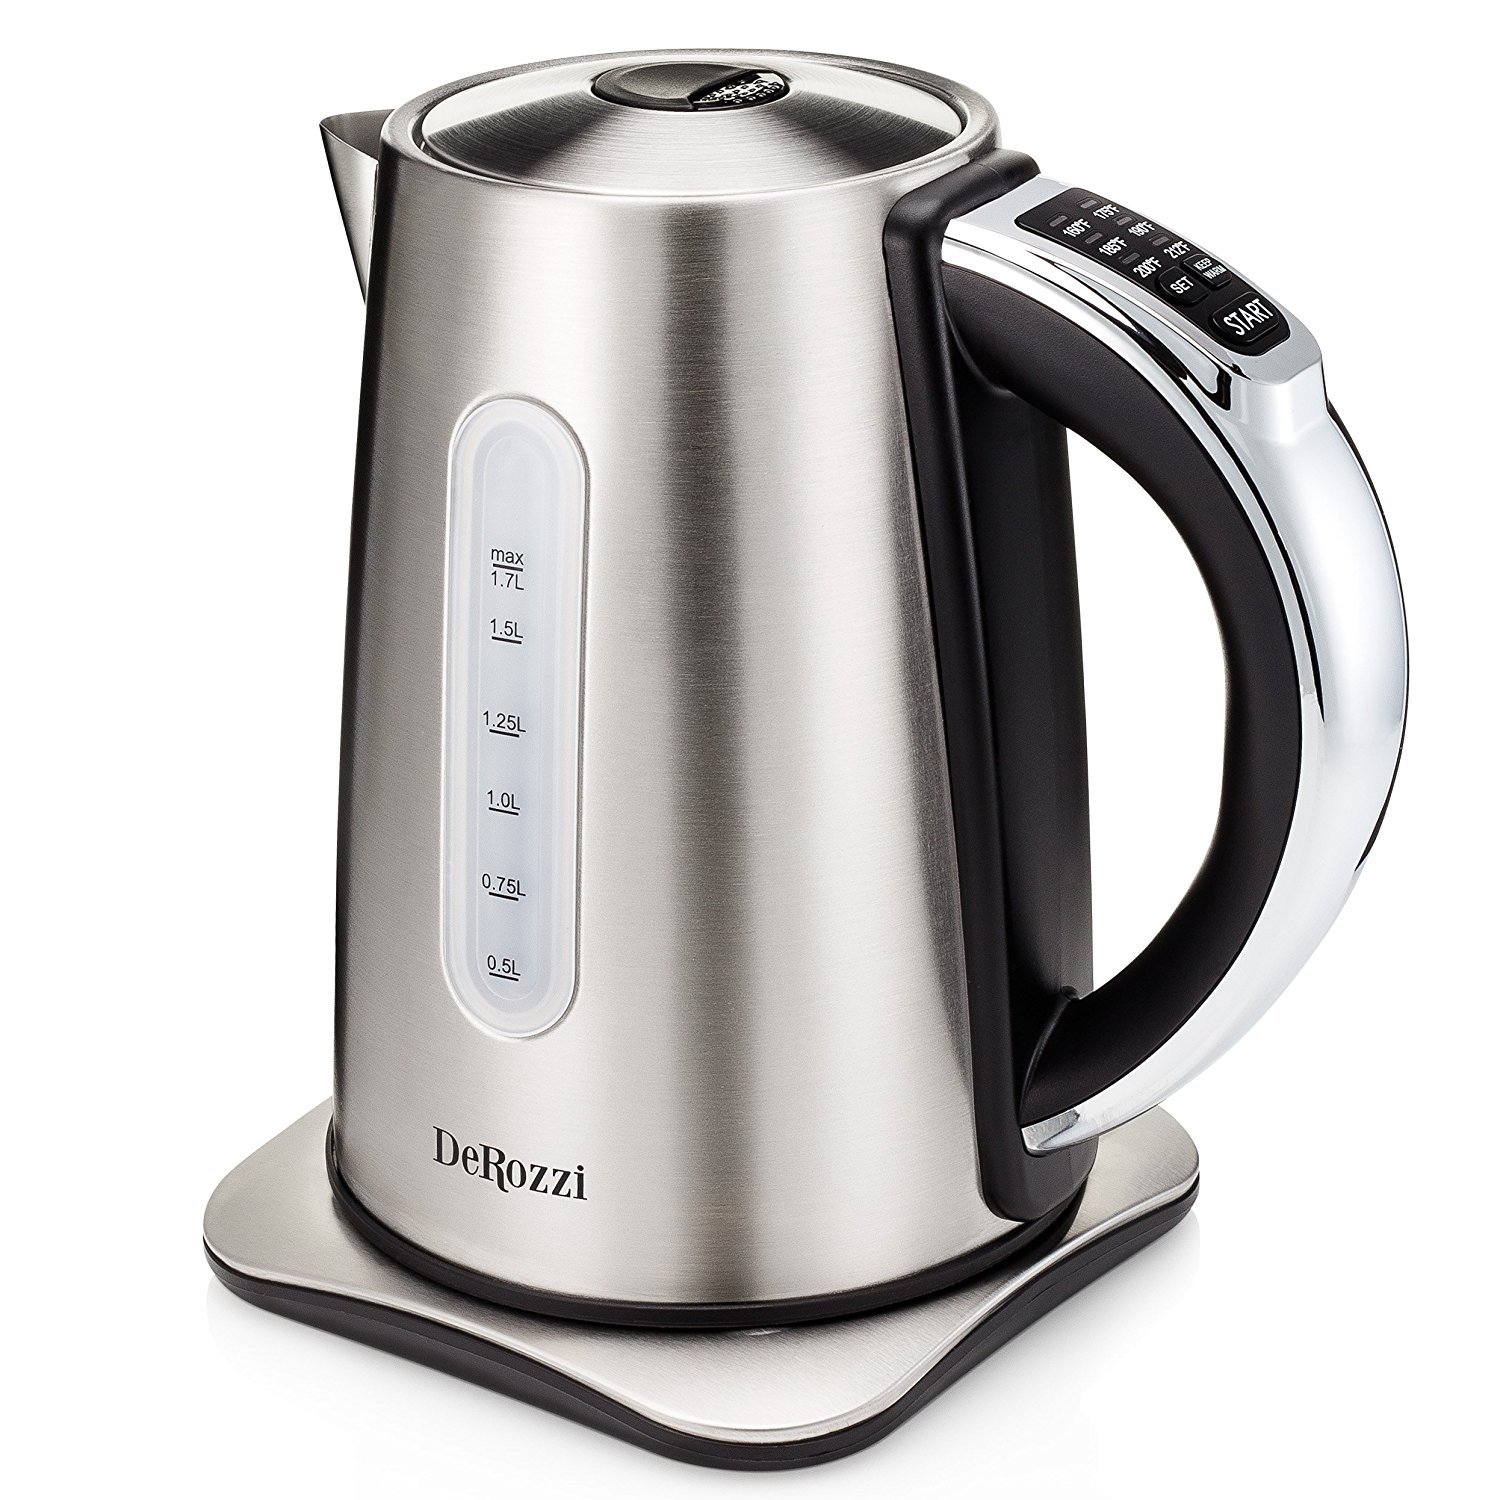 160°F 175°F
185°F 190°F
200°F 212°F
SET KEEP
WARM
START
max
1.7L
1.5L
1.25L
1.0L
0.75L
0.5L
DeRozzi